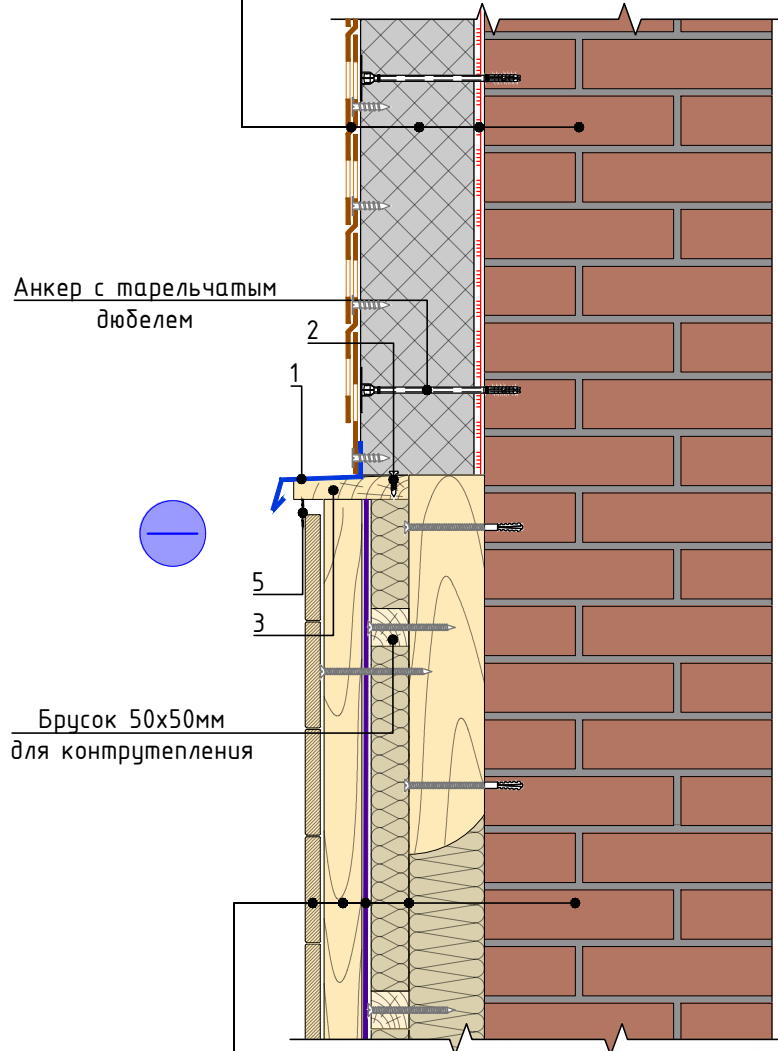 Анкер с тарельчатым
дюбелем
2
1
5
3
Брусок 50х50мм
для контрутепления